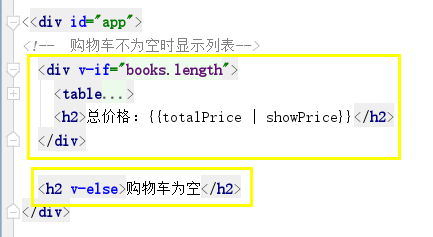 <<div id="app">
<!--  购物车不为空时显示列表-->
<div v-if="books.length">
<table...>
<h2>总价格：{{totalPrice | showPrice}}</h2>
</div>
<h2 v-else>购物车为空</h2>
</div>